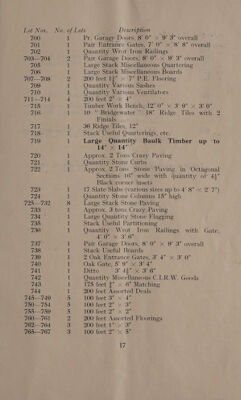 Lot Nos. No. of Lots Description
700 1 Pr. Garage Doors, 8' 0" × 9' 3" overall
701 1 Pair Entrance Gates, 7' 0" × 8' 8" overall
702 1 Quantity Wrot Iron Railings
703—704 2 Pair Garage Doors, 8' 0" × 9' 3" overall
705 1 Large Stack Miscellaneous Quartering
706 1 Large Stack Miscellaneous Boards
707—708 2 200 feet 1¼" × 7" P.E. Flooring
709 1 Quantity Various Sashes
710 1 Quantity Various Ventilators
711—714 4 200 feet 2" × 4"
715 1 Timber Work Bench, 12' 0" × 3' 0" × 3' 0"
716 1 10 "Bridgewater" 18" Ridge Tiles with 2
Finials
717 1 36 Ridge Tiles, 12"
718 1 Stack Useful Quarterings, etc.
719 1 Large Quantity Baulk Timber up to
14" × 14"
720 1 Approx. 2 Tons Crazy Paving
721 1 Quantity Stone Curbs
722 1 Approx. 2 Tons Stone Paving in Octagonal
Sections 16" wide with quantity of 4½"
Black corner insets
723 1 17 Slate Slabs (various sizes up to 4' 8" × 2' 7")
724 1 Quantity Stone Columns 15" high
725—732 8 Large Stack Stone Paving
733 1 Approx. 3 tons Crazy Paving
734 1 Large Quantity Stone Flagging
735 1 Stack Useful Partitioning
736 1 Quantity Wrot Iron Railings with Gate,
4' 0" × 3' 6"
737 1 Pair Garage Doors, 8' 0" × 9' 3" overall
738 1 Stack Useful Boards
739 1 2 Oak Entrance Gates, 3' 4" × 3' 0"
740 1 Oak Gate, 5' 9" × 3' 4"
741 1 Ditto 3' 4½" × 3' 6"
742 1 Quantity Miscellaneous C.I.R.W. Goods
743 1 175 feet × 6" Matching
744 1 200 feet Assorted Deals
745—749 5 100 feet 3" × 4"
750—754 5 100 feet 2" × 3"
755—759 5 100 feet 2" × 2"
760—761 2 200 feet Assorted Floorings
762—764 3 200 feet 1" × 3"
765—767 3 100 feet 2" × 5"
17